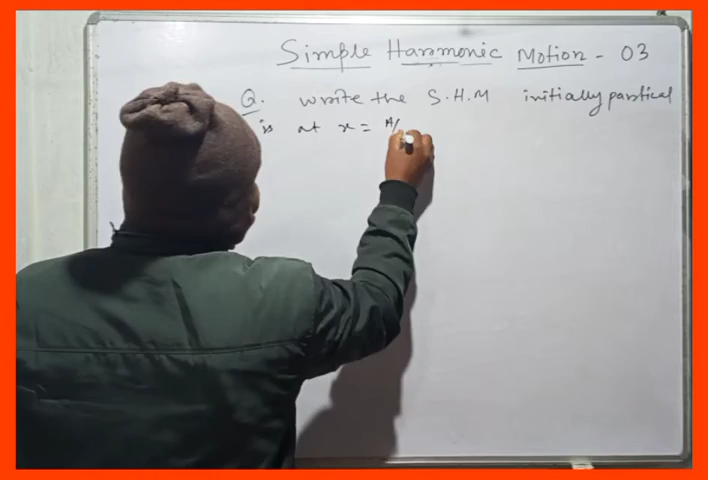 Simple Harmonic Motion - 03
Q. write the S.H.M initially partical
is at x = A/